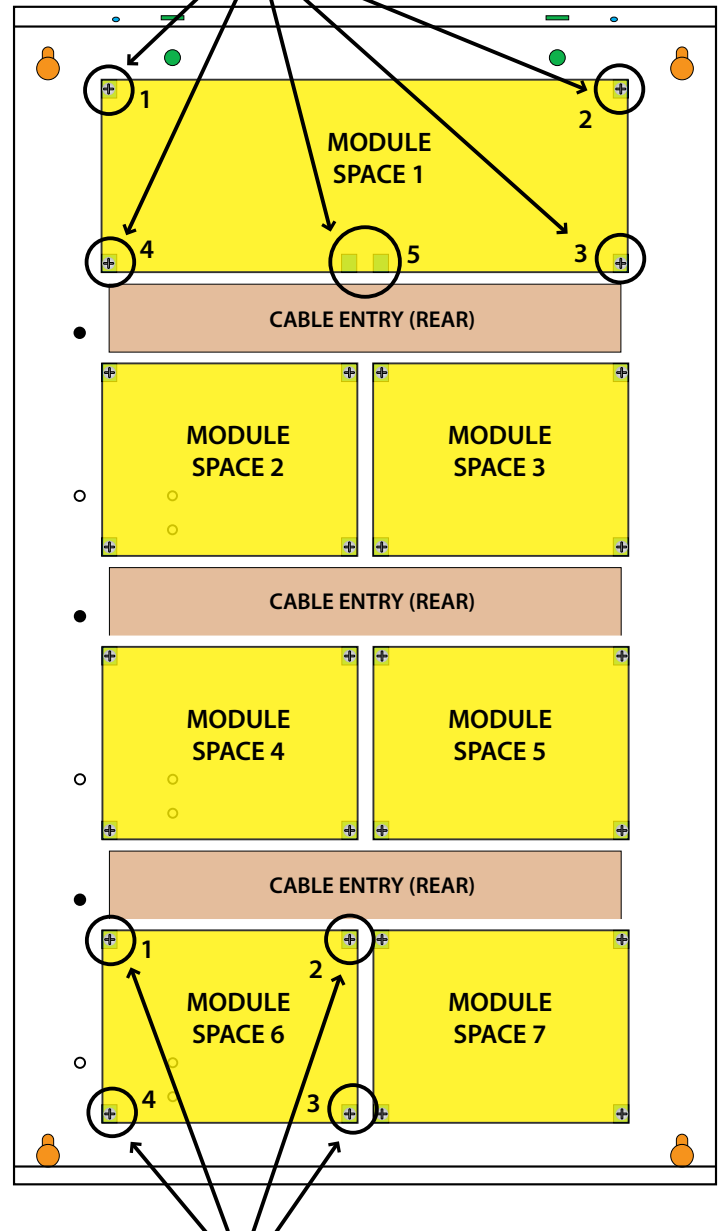 1
2
MODULE
SPACE 1
4
5
3
CABLE ENTRY (REAR)
MODULE
SPACE 2
MODULE
SPACE 3
CABLE ENTRY (REAR)
MODULE
SPACE 4
MODULE
SPACE 5
CABLE ENTRY (REAR)
1
2
MODULE
SPACE 6
MODULE
SPACE 7
4
3